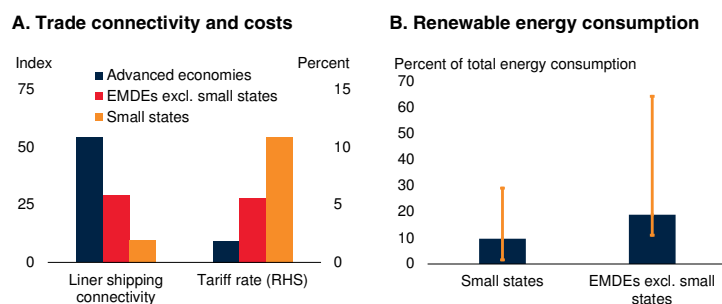 A. Trade connectivity and costs
Index
Percent
75
50
25
0
15
10
5
0
Advanced economies
EMDEs excl. small states
Small states
Liner shipping
connectivity
Tariff rate (RHS)
B. Renewable energy consumption
Percent of total energy consumption
70
60
50
40
30
20
10
0
Small states
EMDEs excl. small
states